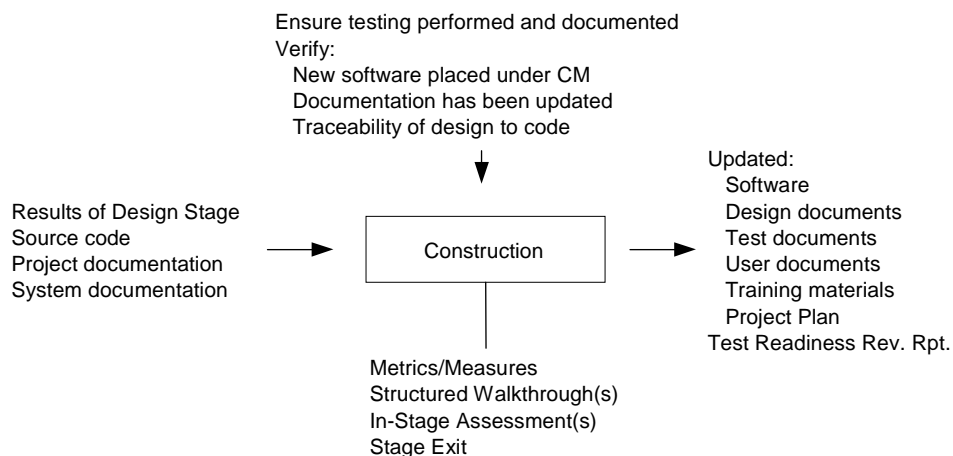 Ensure testing performed and documented
Verify:
New software placed under CM
Documentation has been updated
Traceability of design to code
Results of Design Stage
Source code
Project documentation
System documentation
Construction
Updated:
Software
Design documents
Test documents
User documents
Training materials
Project Plan
Test Readiness Rev. Rpt.
Metrics/Measures
Structured Walkthrough(s)
In-Stage Assessment(s)
Stage Exit